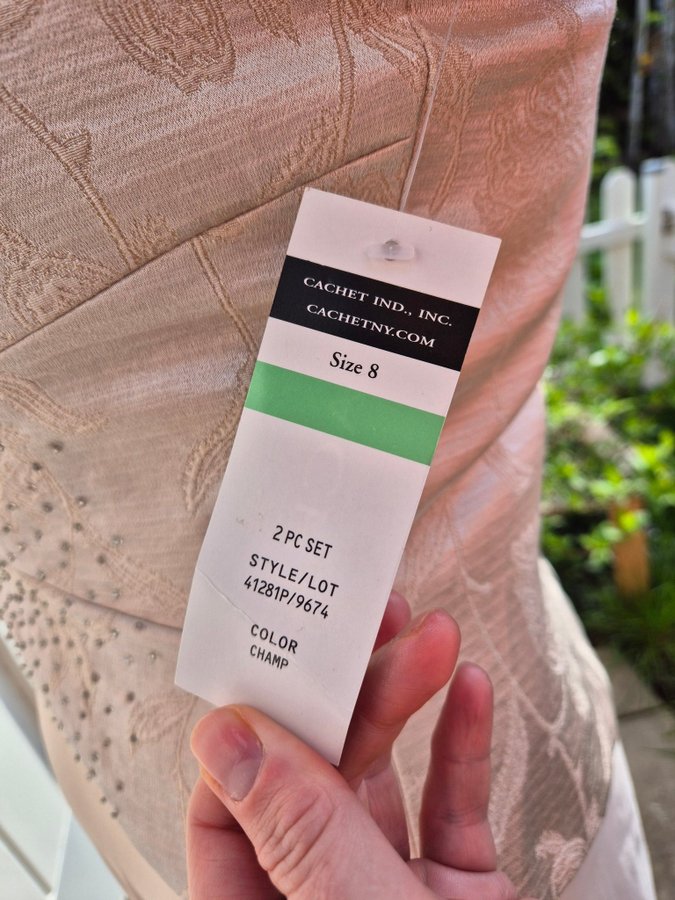 CACHET IND., INC.
CACHETNY.COM
Size 8
2 PC SET
STYLE/LOT
41281P/9674
COLOR
CHAMP